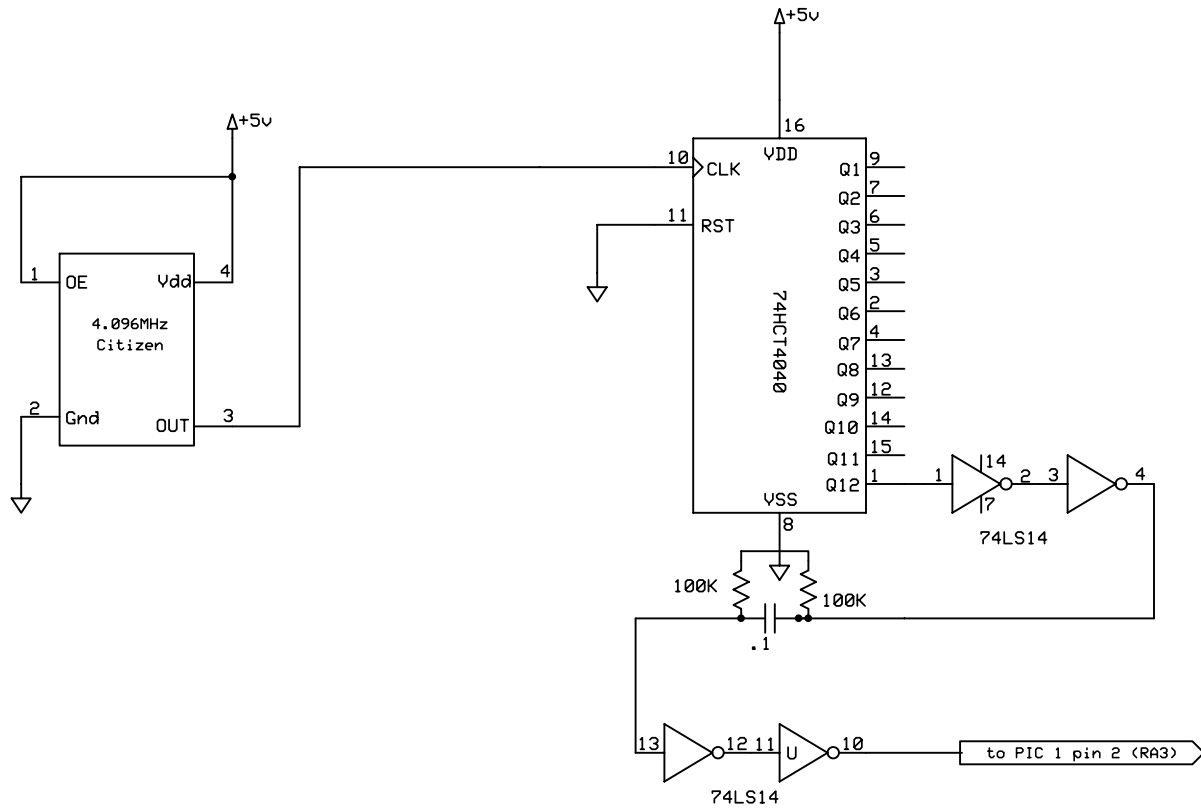 +5v
+5v
16
VDD
10
CLK
11
RST
Q1
9
Q2
7
Q3
6
Q4
5
Q5
3
Q6
2
Q7
4
Q8
13
Q9
12
Q10
14
Q11
15
Q12
1
74HCT4040
VSS
8
1
OE
Vdd
4
4.096MHz
Citizen
2
Gnd
OUT
3
1
14
7
2
3
4
74LS14
100K
100K
.1
13
12
11
U
10
74LS14
to PIC 1 pin 2 (RA3)